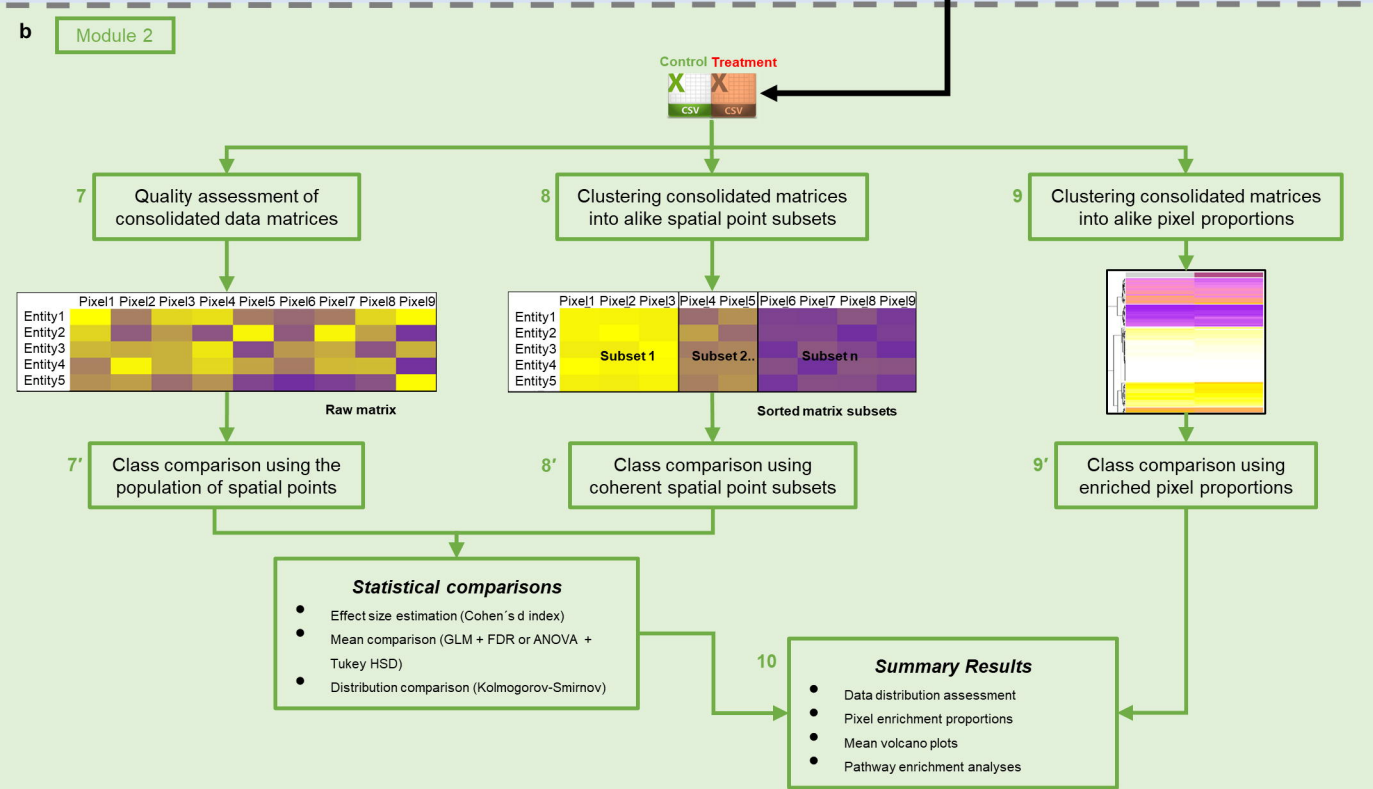 b
Module 2
Control Treatment
X X
CSV CSV
7
Quality assessment of
consolidated data matrices
8
Clustering consolidated matrices
into alike spatial point subsets
9
Clustering consolidated matrices
into alike pixel proportions
Pixel1 Pixel2 Pixel3 Pixel4 Pixel5 Pixel6 Pixel7 Pixel8 Pixel9
Entity1
Entity2
Entity3
Entity4
Entity5
Raw matrix
Pixel1 Pixel2 Pixel3 Pixel4 Pixel5 Pixel6 Pixel7 Pixel8 Pixel9
Entity1
Entity2
Entity3
Entity4
Entity5
Subset 1
Subset 2..
Subset n
Sorted matrix subsets
7′
Class comparison using the
population of spatial points
8′
Class comparison using
coherent spatial point subsets
9′
Class comparison using
enriched pixel proportions
Statistical comparisons
• Effect size estimation (Cohen´s d index)
• Mean comparison (GLM + FDR or ANOVA +
Tukey HSD)
• Distribution comparison (Kolmogorov-Smirnov)
10
Summary Results
• Data distribution assessment
• Pixel enrichment proportions
• Mean volcano plots
• Pathway enrichment analyses